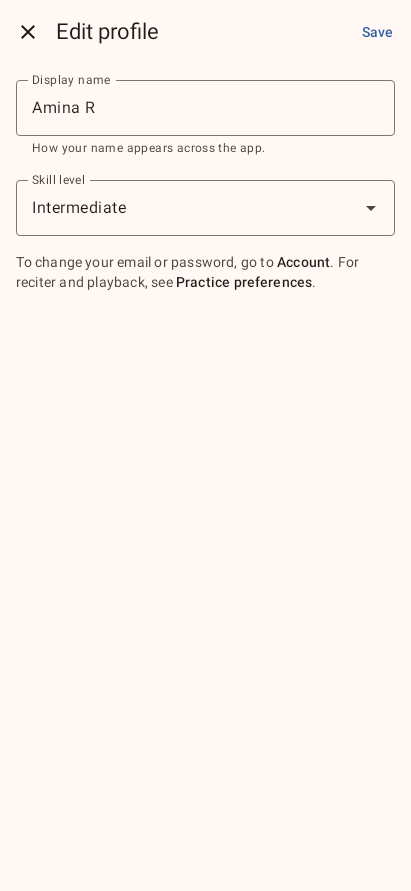 Edit profile
Save
Display name
Amina R
How your name appears across the app.
Skill level
Intermediate
To change your email or password, go to Account. For
reciter and playback, see Practice preferences.